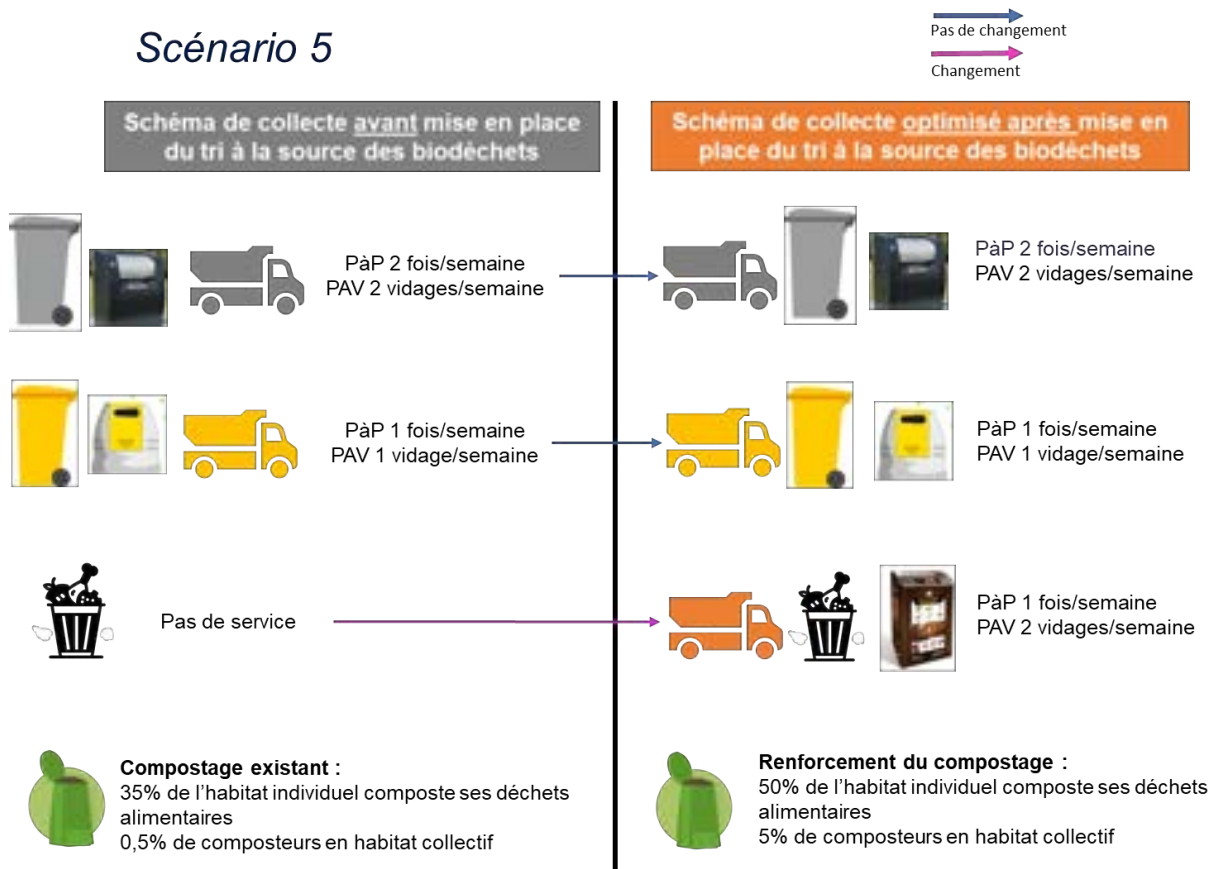 Scénario 5
Pas de changement
Changement
Schéma de collecte avant mise en place
du tri à la source des biodéchets
Schéma de collecte optimisé après mise en
place du tri à la source des biodéchets
PàP 2 fois/semaine
PAV 2 vidages/semaine
PàP 2 fois/semaine
PAV 2 vidages/semaine
PàP 1 fois/semaine
PAV 1 vidage/semaine
PàP 1 fois/semaine
PAV 1 vidage/semaine
Pas de service
PàP 1 fois/semaine
PAV 2 vidages/semaine
Compostage existant :
35% de l’habitat individuel composte ses déchets
alimentaires
0,5% de composteurs en habitat collectif
Renforcement du compostage :
50% de l’habitat individuel composte ses déchets
alimentaires
5% de composteurs en habitat collectif